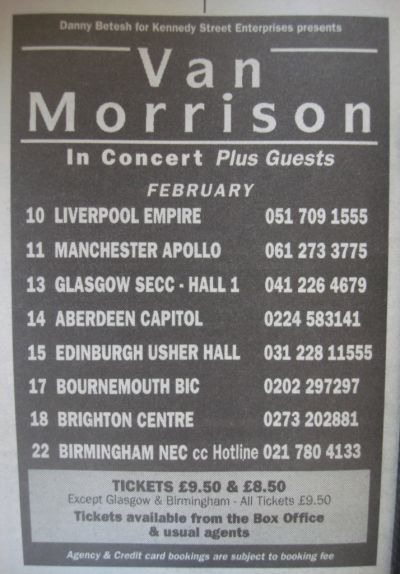 Danny Betesh for Kennedy Street Enterprises presents
Van
Morrison
In Concert Plus Guests
FEBRUARY
10 LIVERPOOL EMPIRE 051 709 1555
11 MANCHESTER APOLLO 061 273 3775
13 GLASGOW SECC - HALL 1 041 226 4679
14 ABERDEEN CAPITOL 0224 583141
15 EDINBURGH USHER HALL 031 228 11555
17 BOURNEMOUTH BIC 0202 297297
18 BRIGHTON CENTRE 0273 202881
22 BIRMINGHAM NEC cc Hotline 021 780 4133
TICKETS £9.50 & £8.50
Except Glasgow & Birmingham - All Tickets £9.50
Tickets available from the Box Office
& usual agents
Agency & Credit card bookings are subject to booking fee